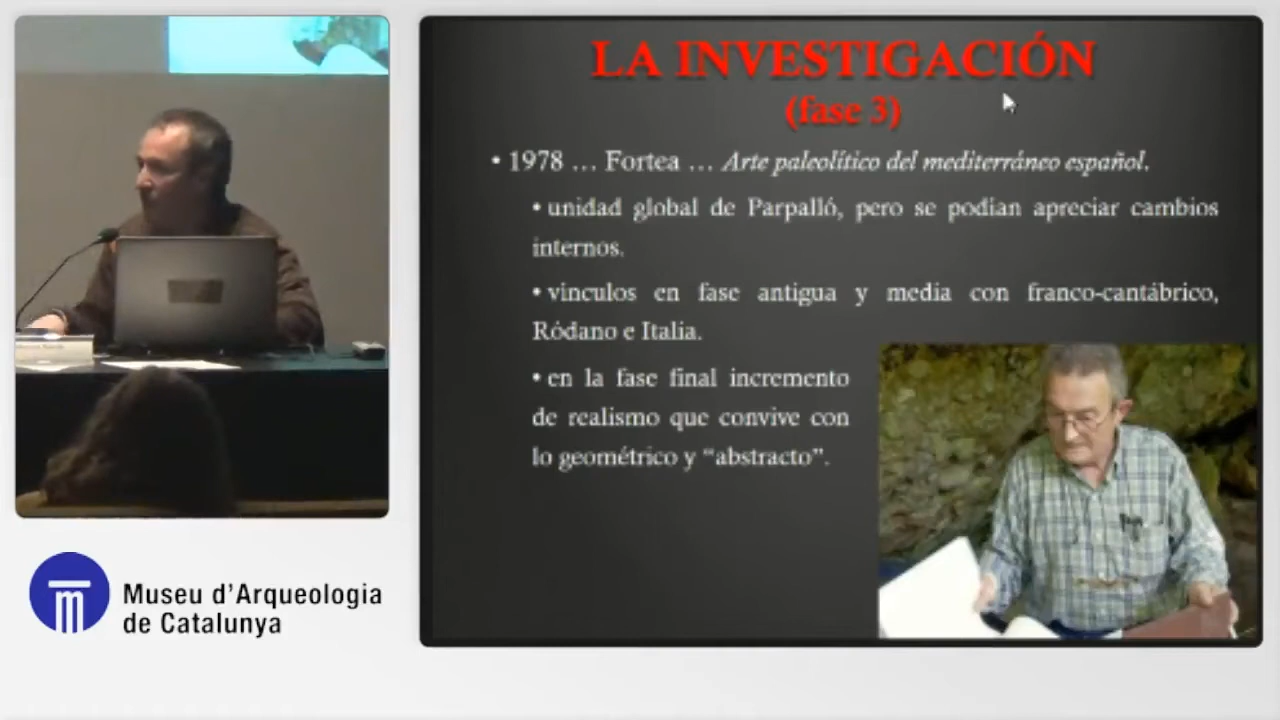 LA INVESTIGACIÓN
(fase 3)
• 1978 … Fortea … Arte paleolítico del mediterráneo español.
• unidad global de Parpalló, pero se podian apreciar cambios
internos.
• vinculos en fase antigua y media con franco-cantábrico,
Ródano e Italia.
• en la fase final incremento
de realismo que convive con
lo geométrico y “abstracto”.
Museu d’Arqueologia
de Catalunya